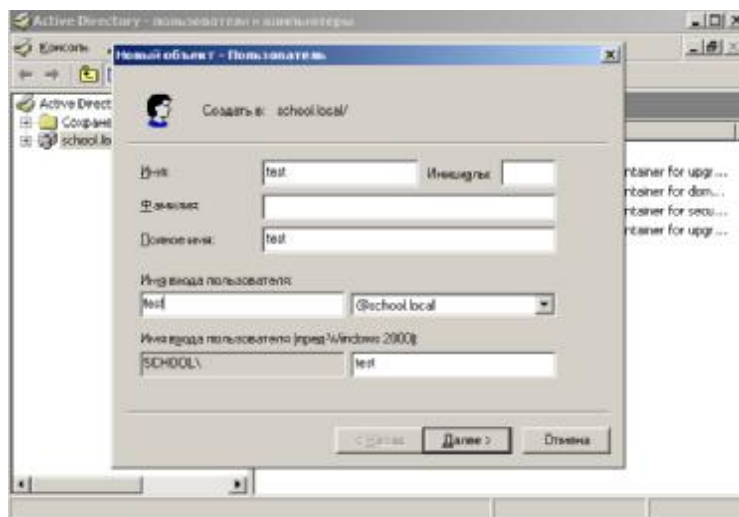 Active Directory - пользователи и компьютеры
Консоль
Новый объект - Пользователь
Active Direct
Сохране
school.lo
Создать в: school.local/
Имя: test Инициалы:
Фамилия:
Полное имя: test
Имя входа пользователя:
test @school.local
Имя входа пользователя (пред-Windows 2000):
SCHOOL\ test
< Назад Далее > Отмена
ntainer for upgr...
ntainer for dom...
ntainer for secu...
ntainer for upgr...